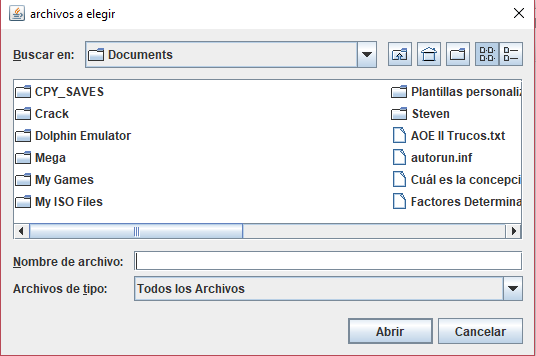 archivos a elegir
Buscar en: Documents
CPY_SAVES
Crack
Dolphin Emulator
Mega
My Games
My ISO Files
Plantillas personaliz
Steven
AOE II Trucos.txt
autorun.inf
Cuál es la concepci
Factores Determina
Nombre de archivo:
Archivos de tipo: Todos los Archivos
Abrir Cancelar